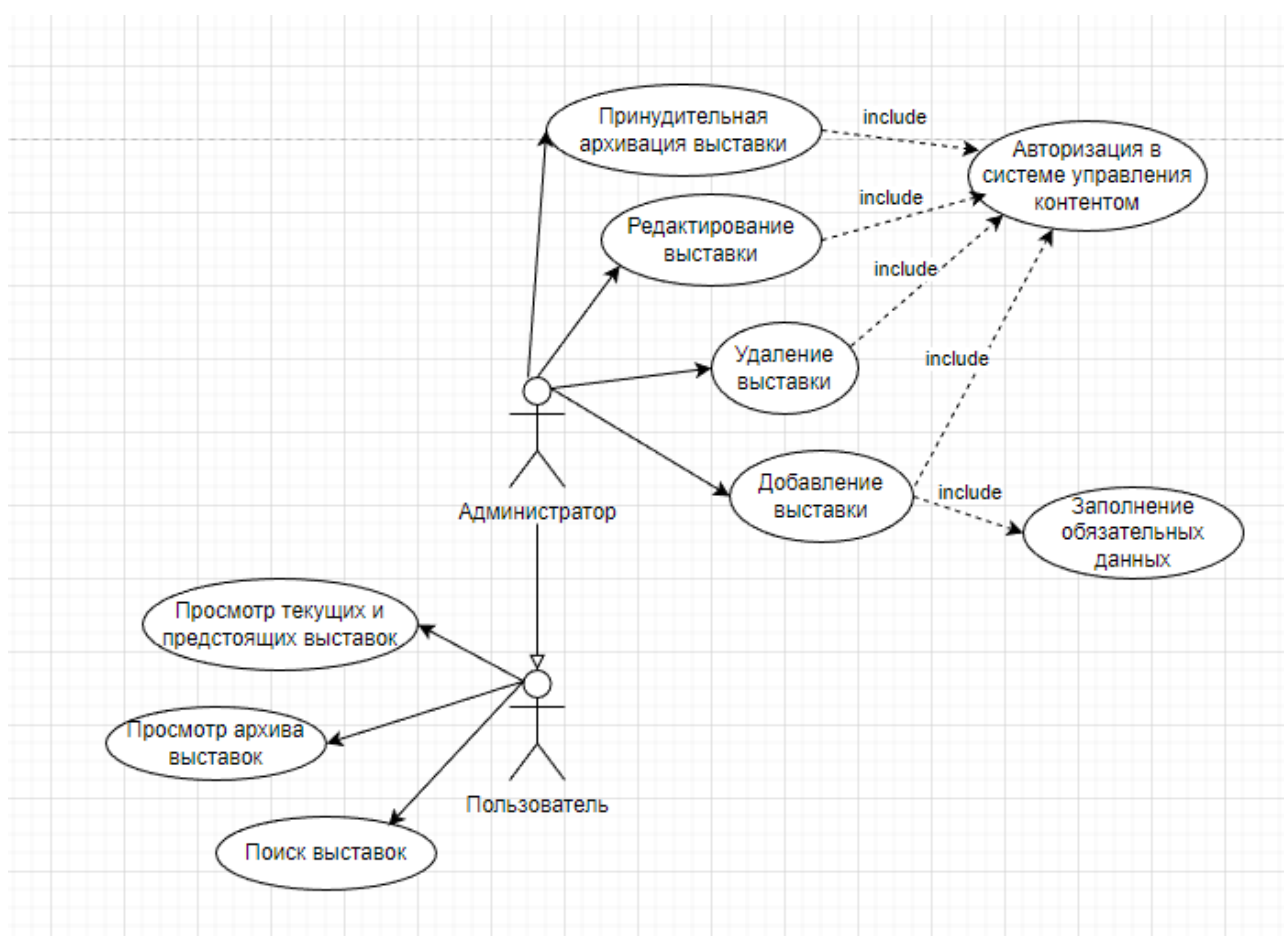 Принудительная
архивация выставки
include
Авторизация в
системе управления
контентом
Редактирование
выставки
include
include
Удаление
выставки
include
Добавление
выставки
include
Заполнение
обязательных
данных
Администратор
Просмотр текущих и
предстоящих выставок
Просмотр архива
выставок
Пользователь
Поиск выставок